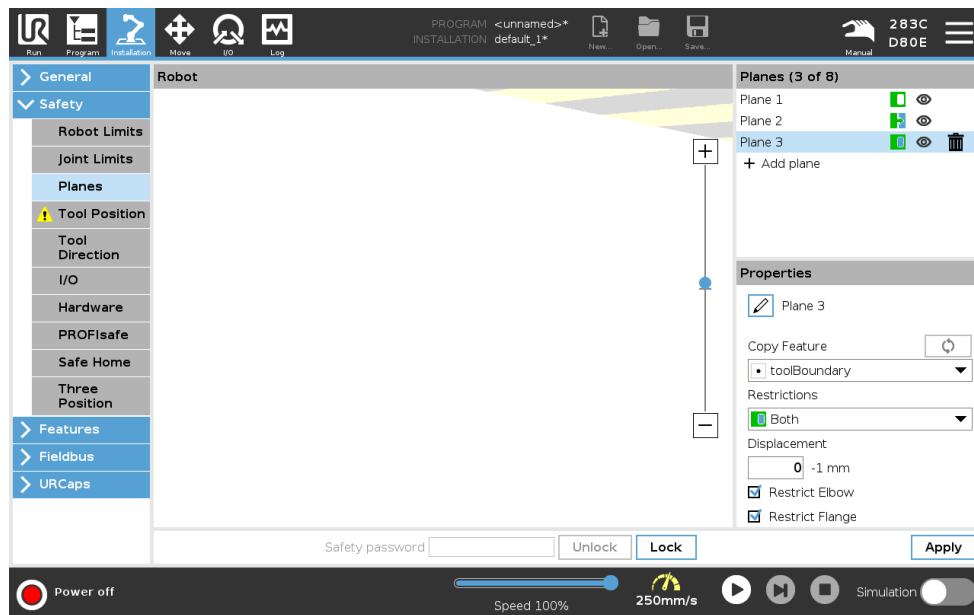 PROGRAM <unnamed>*
INSTALLATION default_1*
UR
Run
Program
Installation
Move
I/O
Log
New...
Open...
Save...
Manual
283C
D80E
General
Safety
Robot Limits
Joint Limits
Planes
Tool Position
Tool
Direction
I/O
Hardware
PROFIsafe
Safe Home
Three
Position
Features
Fieldbus
URCaps
Robot
Planes (3 of 8)
Plane 1
Plane 2
Plane 3
+ Add plane
Properties
Plane 3
Copy Feature
toolBoundary
Restrictions
Both
Displacement
0 -1 mm
Restrict Elbow
Restrict Flange
Safety password
Unlock
Lock
Apply
Power off
Speed 100%
250mm/s
Simulation